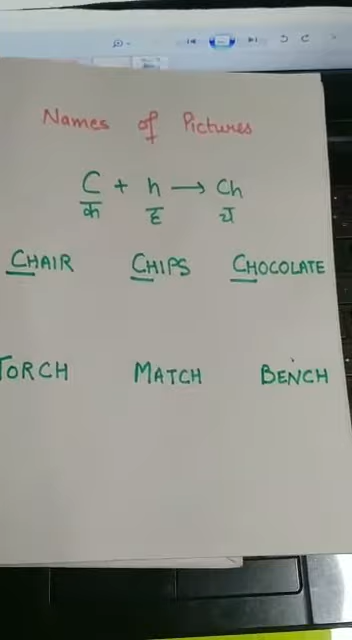 Names of Pictures
C + h → Ch
क ह च
CHAIR CHIPS CHOCOLATE
TORCH MATCH BENCH